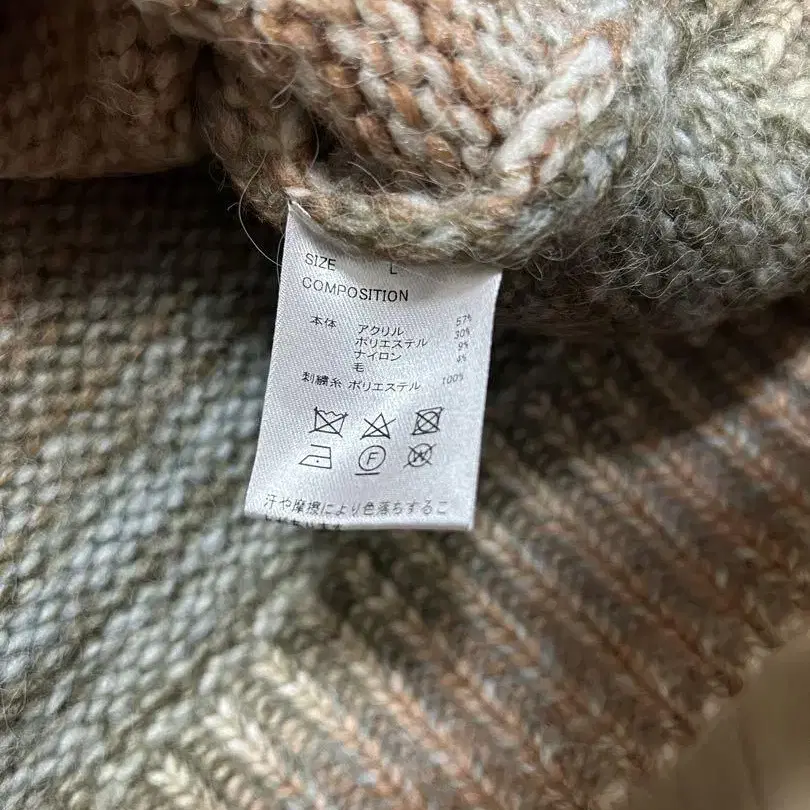 SIZE L
COMPOSITION
本体 アクリル 57%
ポリエステル 30%
ナイロン 9%
毛 4%
刺繍糸 ポリエステル 100%
F
W
汗や摩擦により色落ちするこ